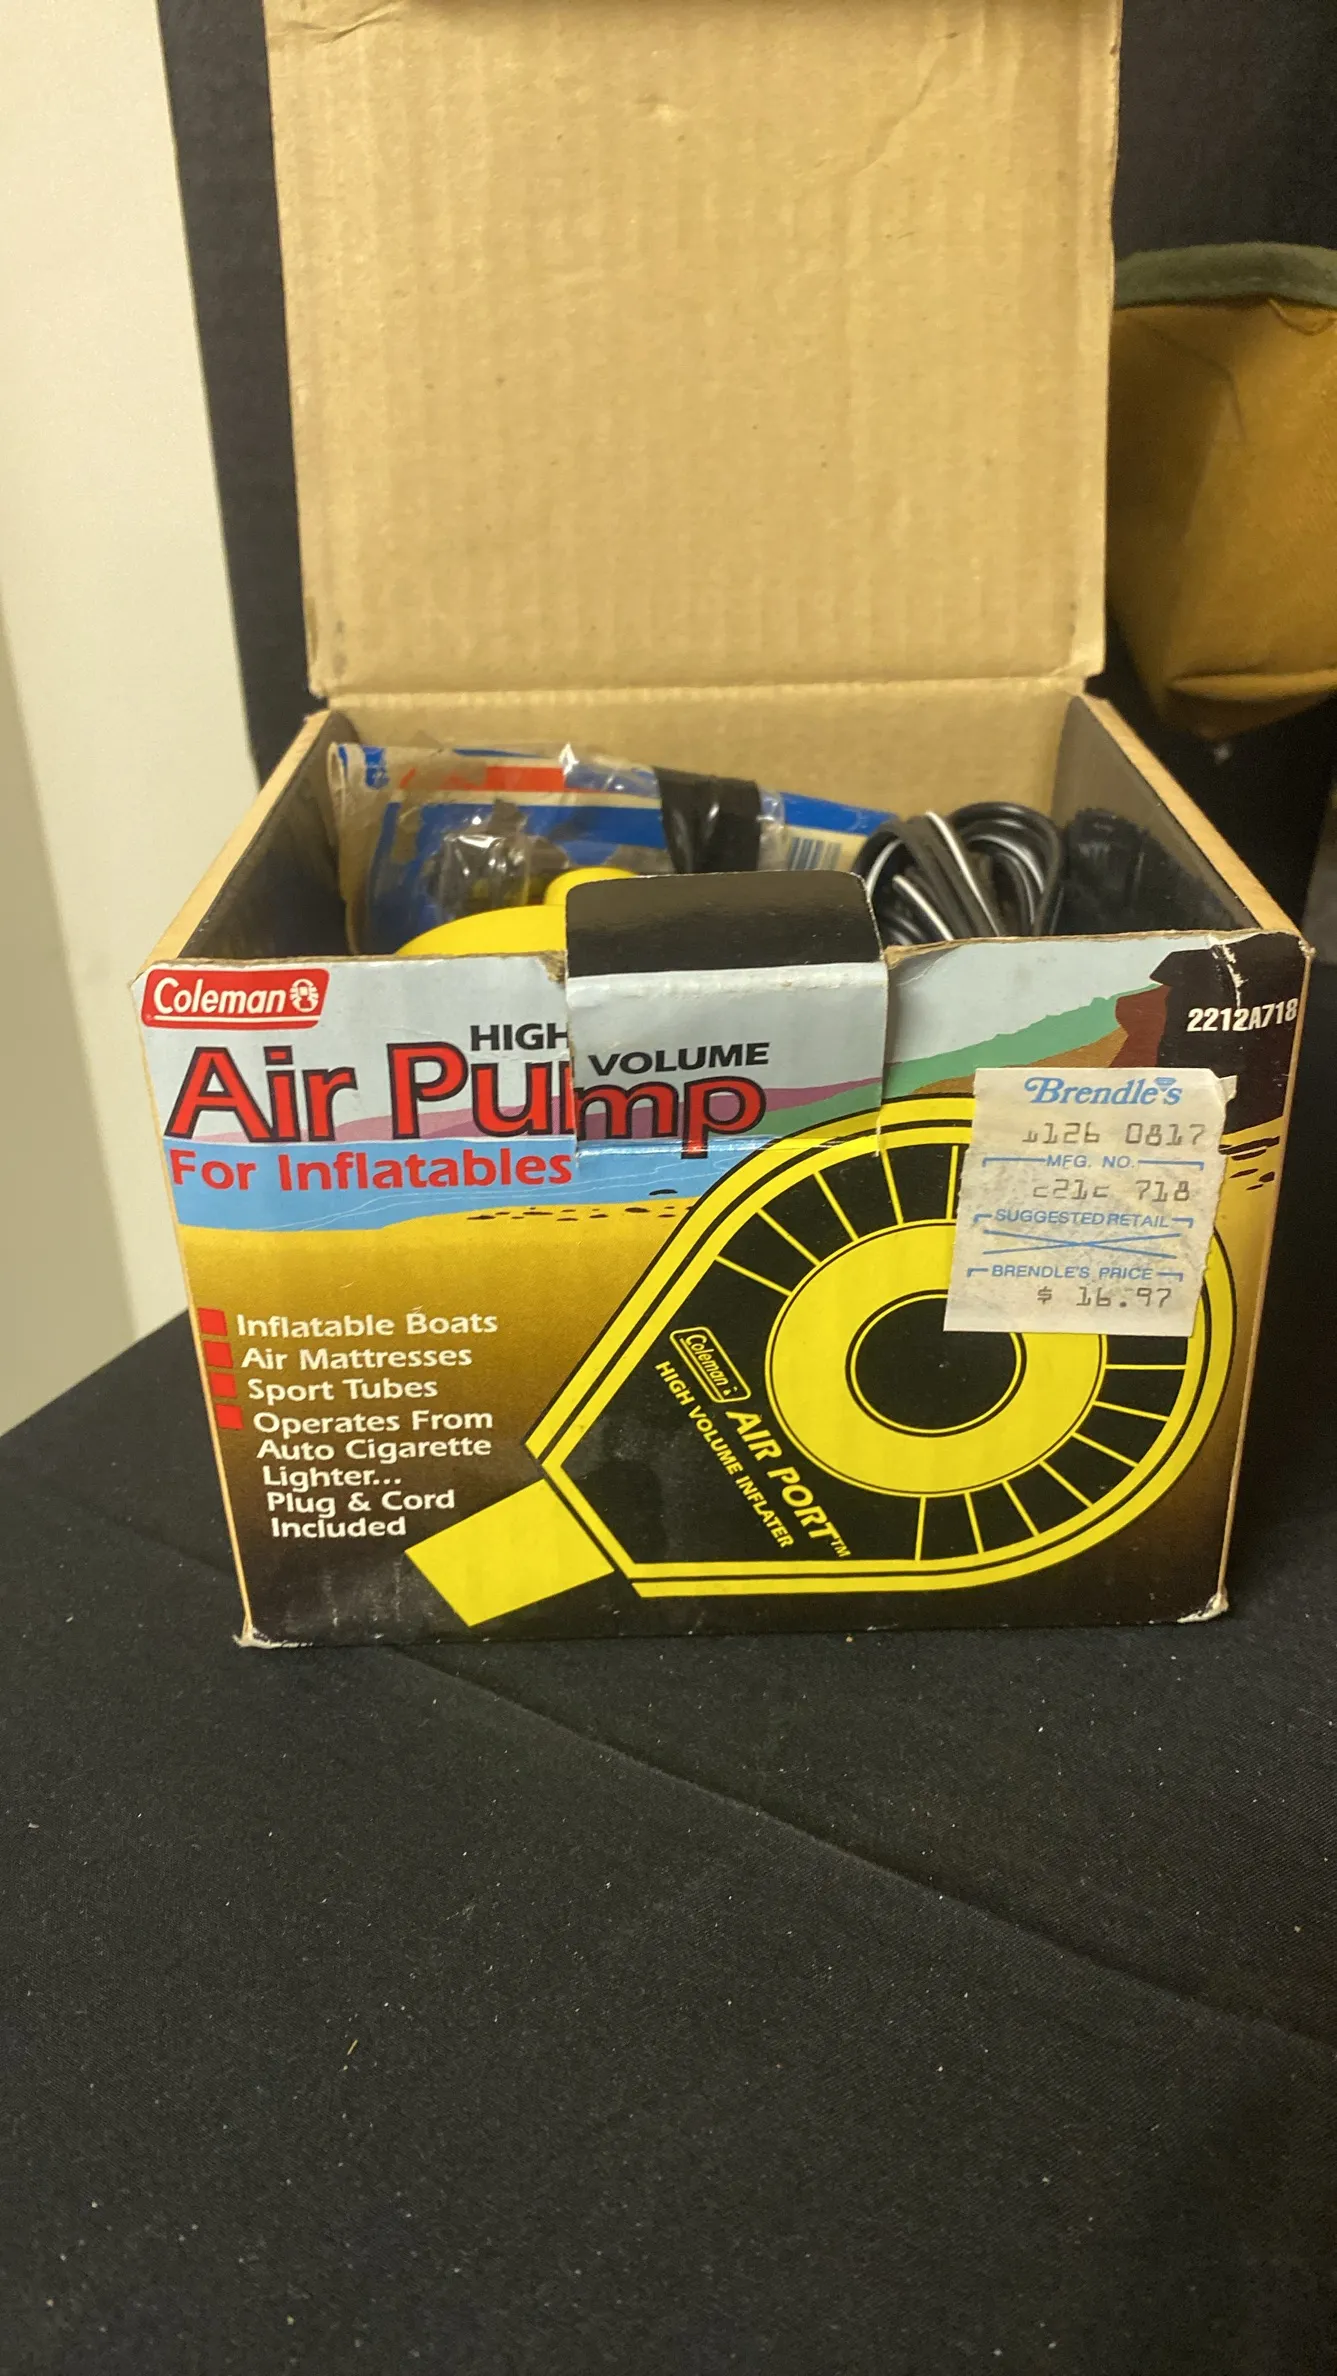 Coleman
HIGH VOLUME
Air Pump
For Inflatables
2212A718
Brendle's
1126 0817
MFG. NO.
718
SUGGESTED RETAIL
BRENDLE'S PRICE
$ 16.97
Inflatable Boats
Air Mattresses
Sport Tubes
Operates From
Auto Cigarette
Lighter...
Plug & Cord
Included
Coleman
AIR PORT™
HIGH VOLUME INFLATER